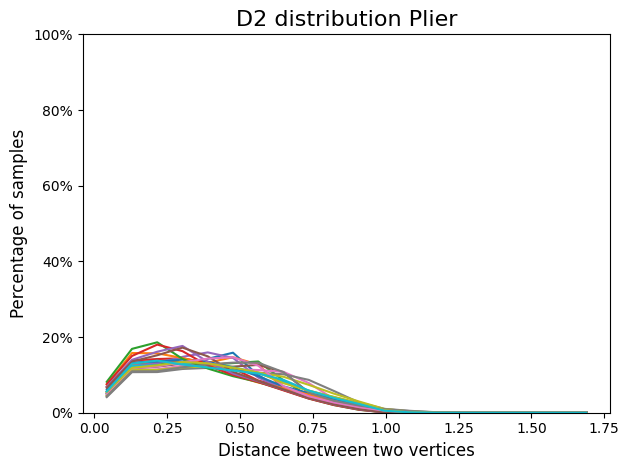 D2 distribution Plier
100%
80%
60%
40%
20%
0%
Percentage of samples
0.00 0.25 0.50 0.75 1.00 1.25 1.50 1.75
Distance between two vertices